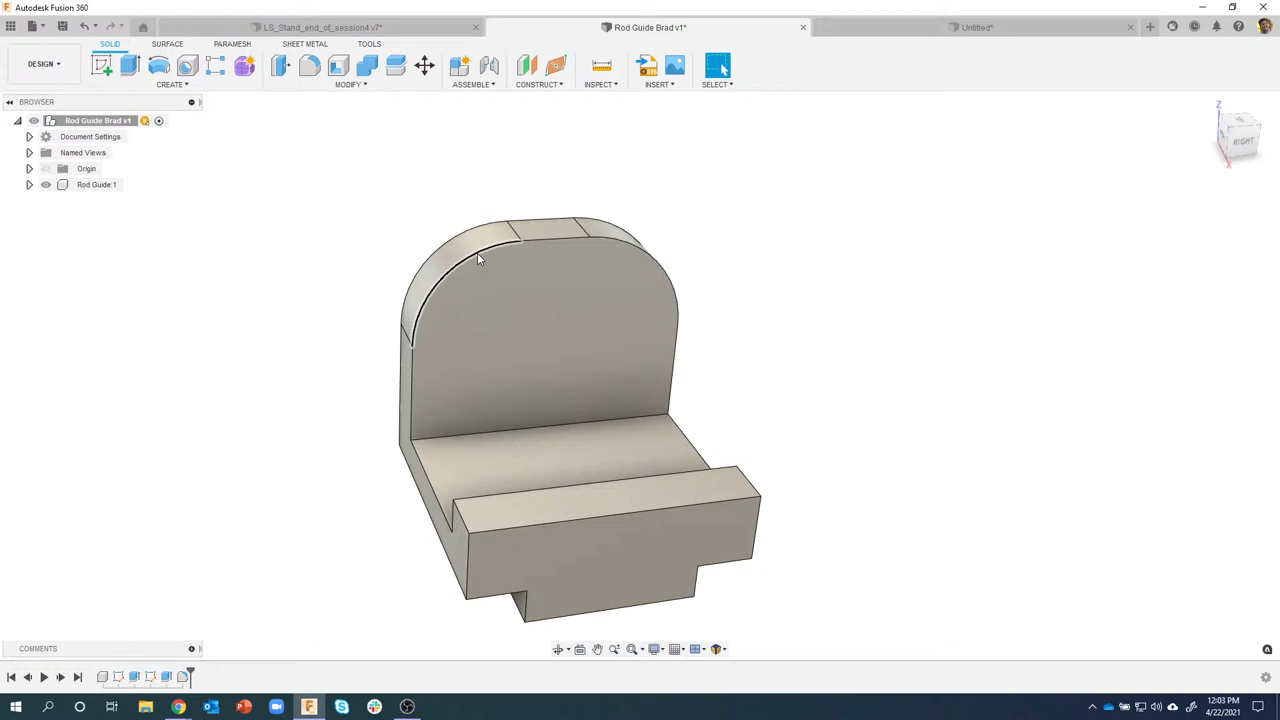 Autodesk Fusion 360
LS_Stand_end_of_session4 v7*
Rod Guide Brad v1*
Untitled*
DESIGN
SOLID
SURFACE
PARAMESH
SHEET METAL
TOOLS
CREATE
MODIFY
ASSEMBLE
CONSTRUCT
INSPECT
INSERT
SELECT
BROWSER
Rod Guide Brad v1
Document Settings
Named Views
Origin
Rod Guide:1
Z
RIGHT
X
COMMENTS
12:03 PM
4/22/2021